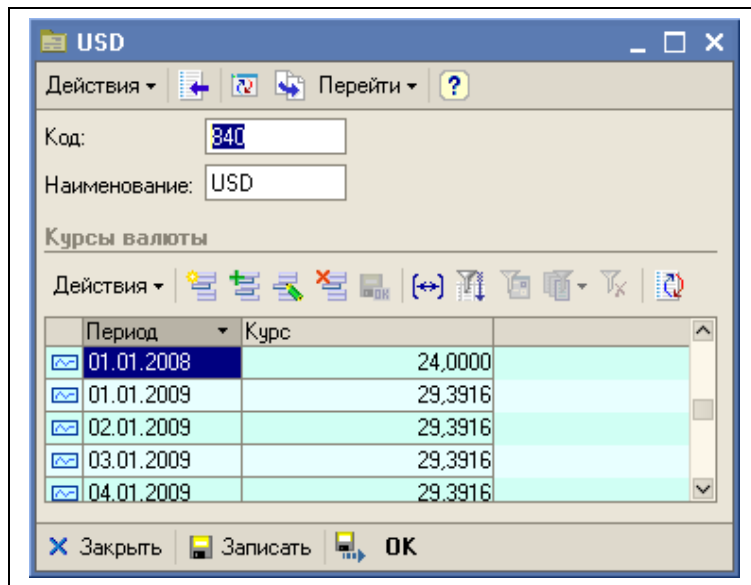 USD
Действия Перейти ?
Код: 840
Наименование: USD
Курсы валюты
Действия OK
Период Курс
01.01.2008 24,0000
01.01.2009 29,3916
02.01.2009 29,3916
03.01.2009 29,3916
04.01.2009 29,3916
Закрыть Записать OK